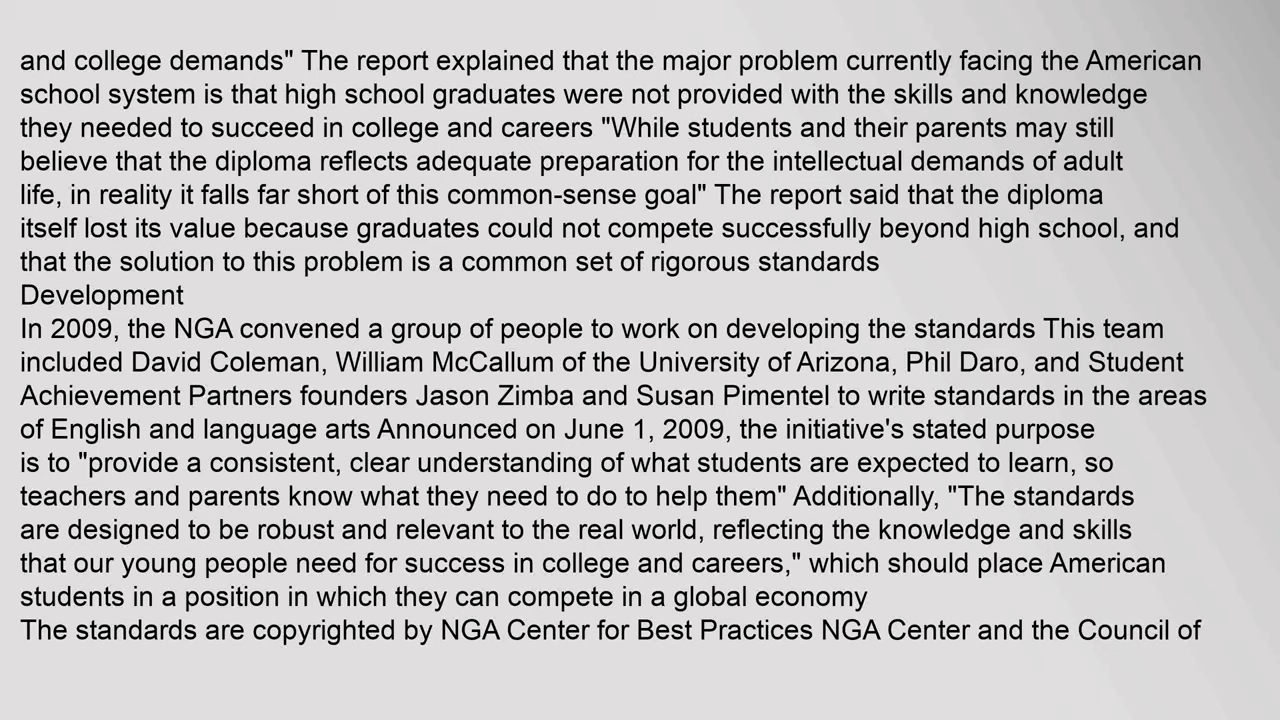 and college demands" The report explained that the major problem currently facing the American
school system is that high school graduates were not provided with the skills and knowledge
they needed to succeed in college and careers "While students and their parents may still
believe that the diploma reflects adequate preparation for the intellectual demands of adult
life, in reality it falls far short of this common-sense goal" The report said that the diploma
itself lost its value because graduates could not compete successfully beyond high school, and
that the solution to this problem is a common set of rigorous standards
Development
In 2009, the NGA convened a group of people to work on developing the standards This team
included David Coleman, William McCallum of the University of Arizona, Phil Daro, and Student
Achievement Partners founders Jason Zimba and Susan Pimentel to write standards in the areas
of English and language arts Announced on June 1, 2009, the initiative's stated purpose
is to "provide a consistent, clear understanding of what students are expected to learn, so
teachers and parents know what they need to do to help them" Additionally, "The standards
are designed to be robust and relevant to the real world, reflecting the knowledge and skills
that our young people need for success in college and careers," which should place American
students in a position in which they can compete in a global economy
The standards are copyrighted by NGA Center for Best Practices NGA Center and the Council of